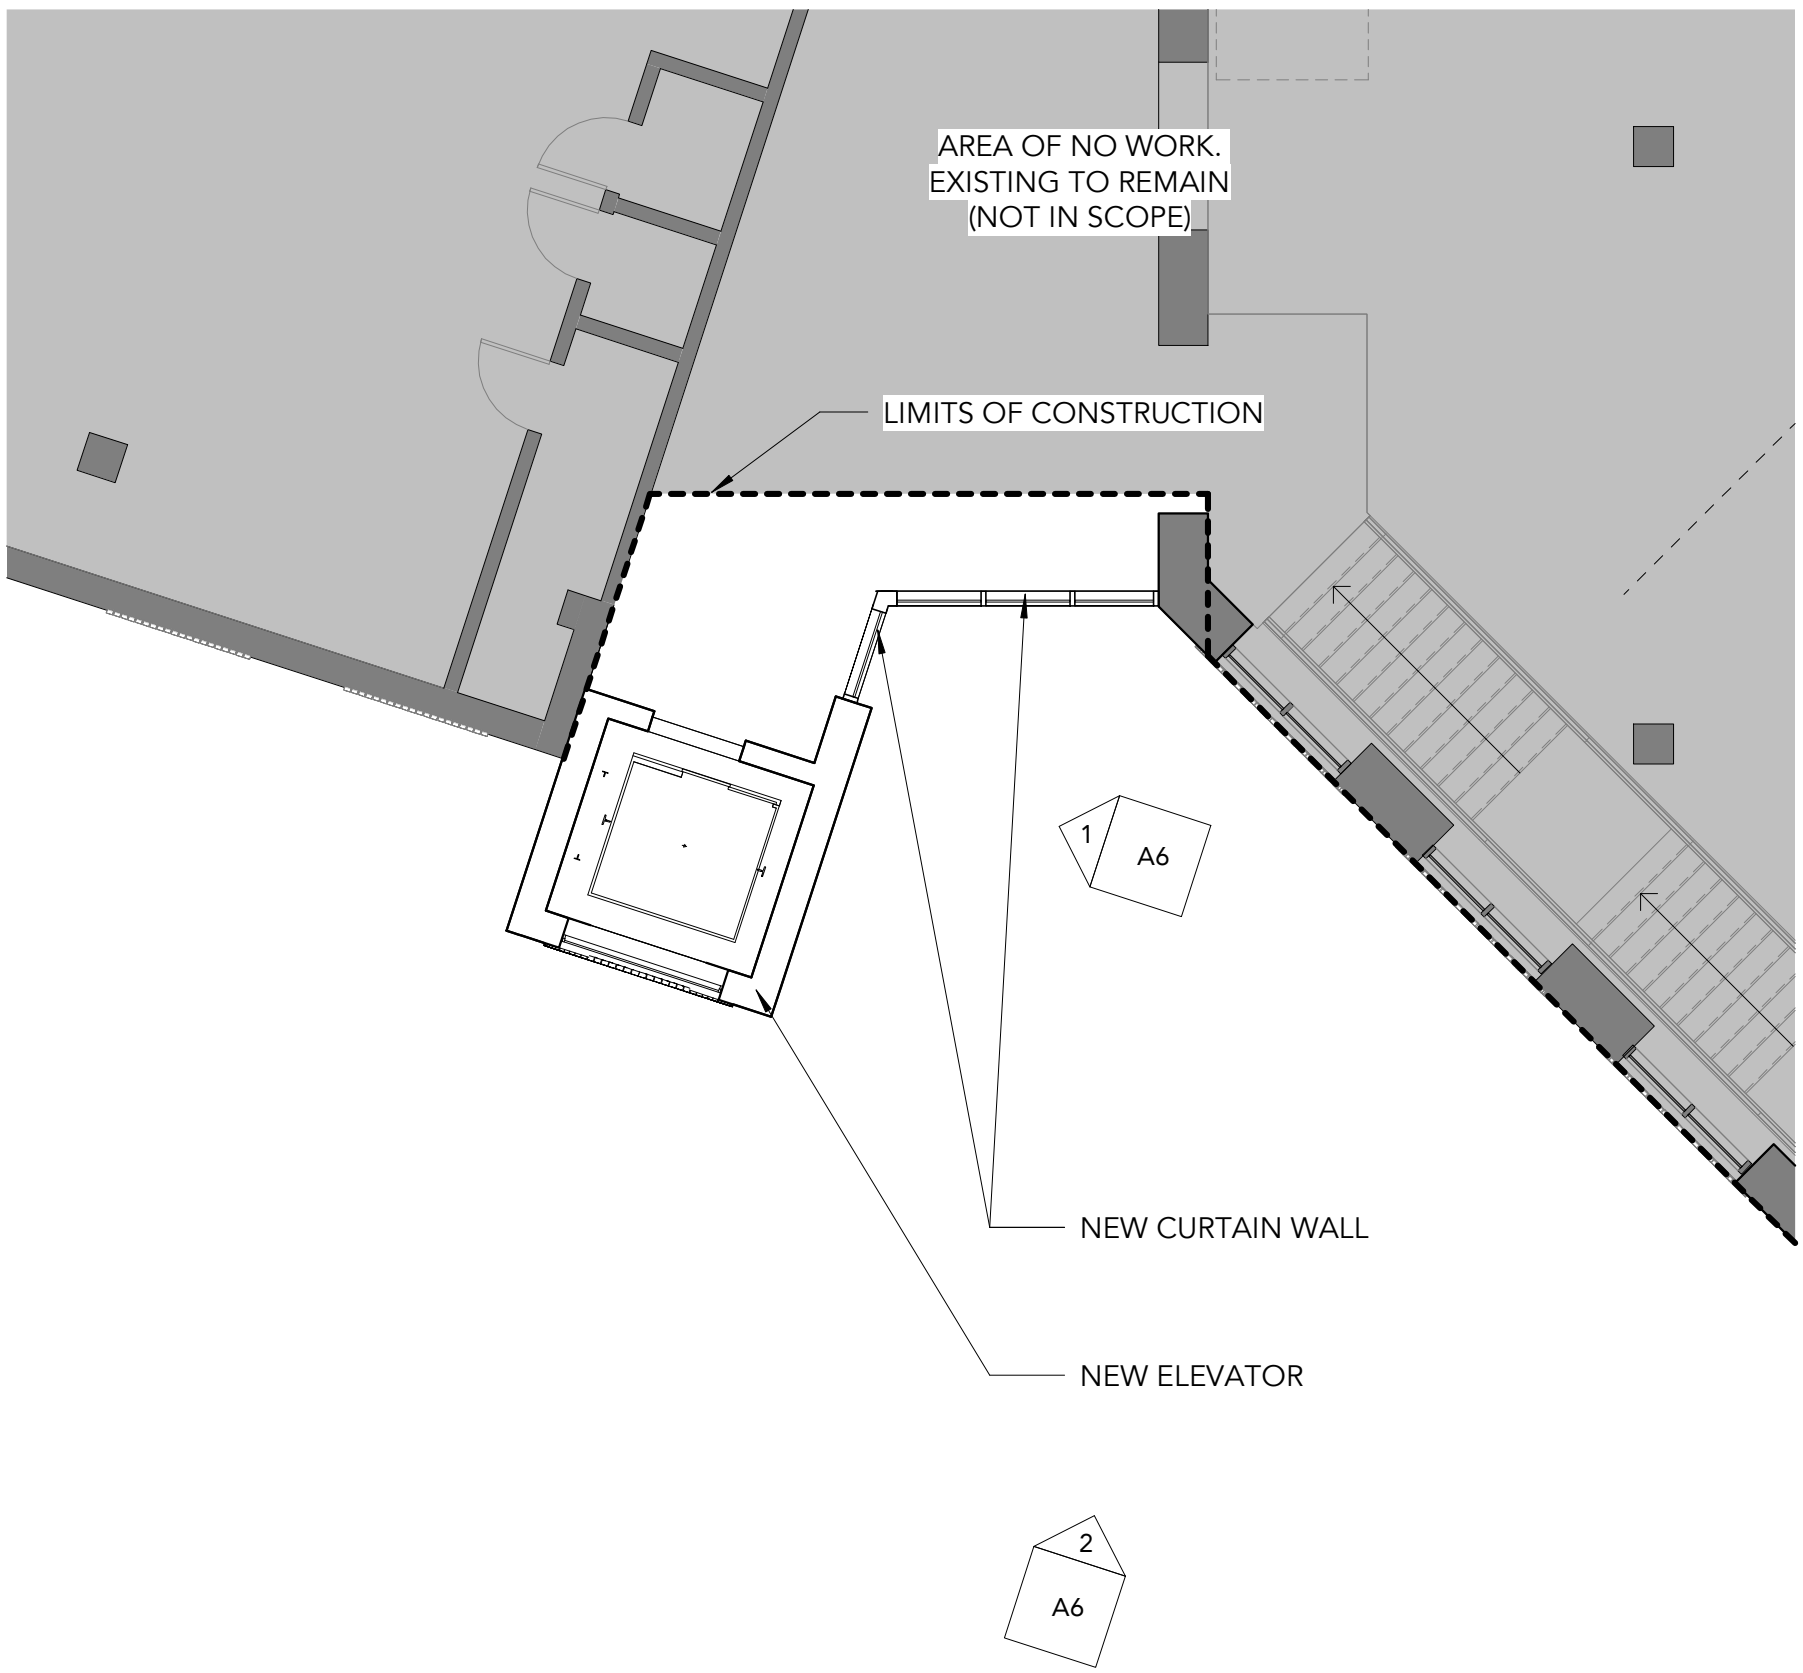 AREA OF NO WORK.
EXISTING TO REMAIN
(NOT IN SCOPE)
LIMITS OF CONSTRUCTION
1
A6
NEW CURTAIN WALL
NEW ELEVATOR
2
A6